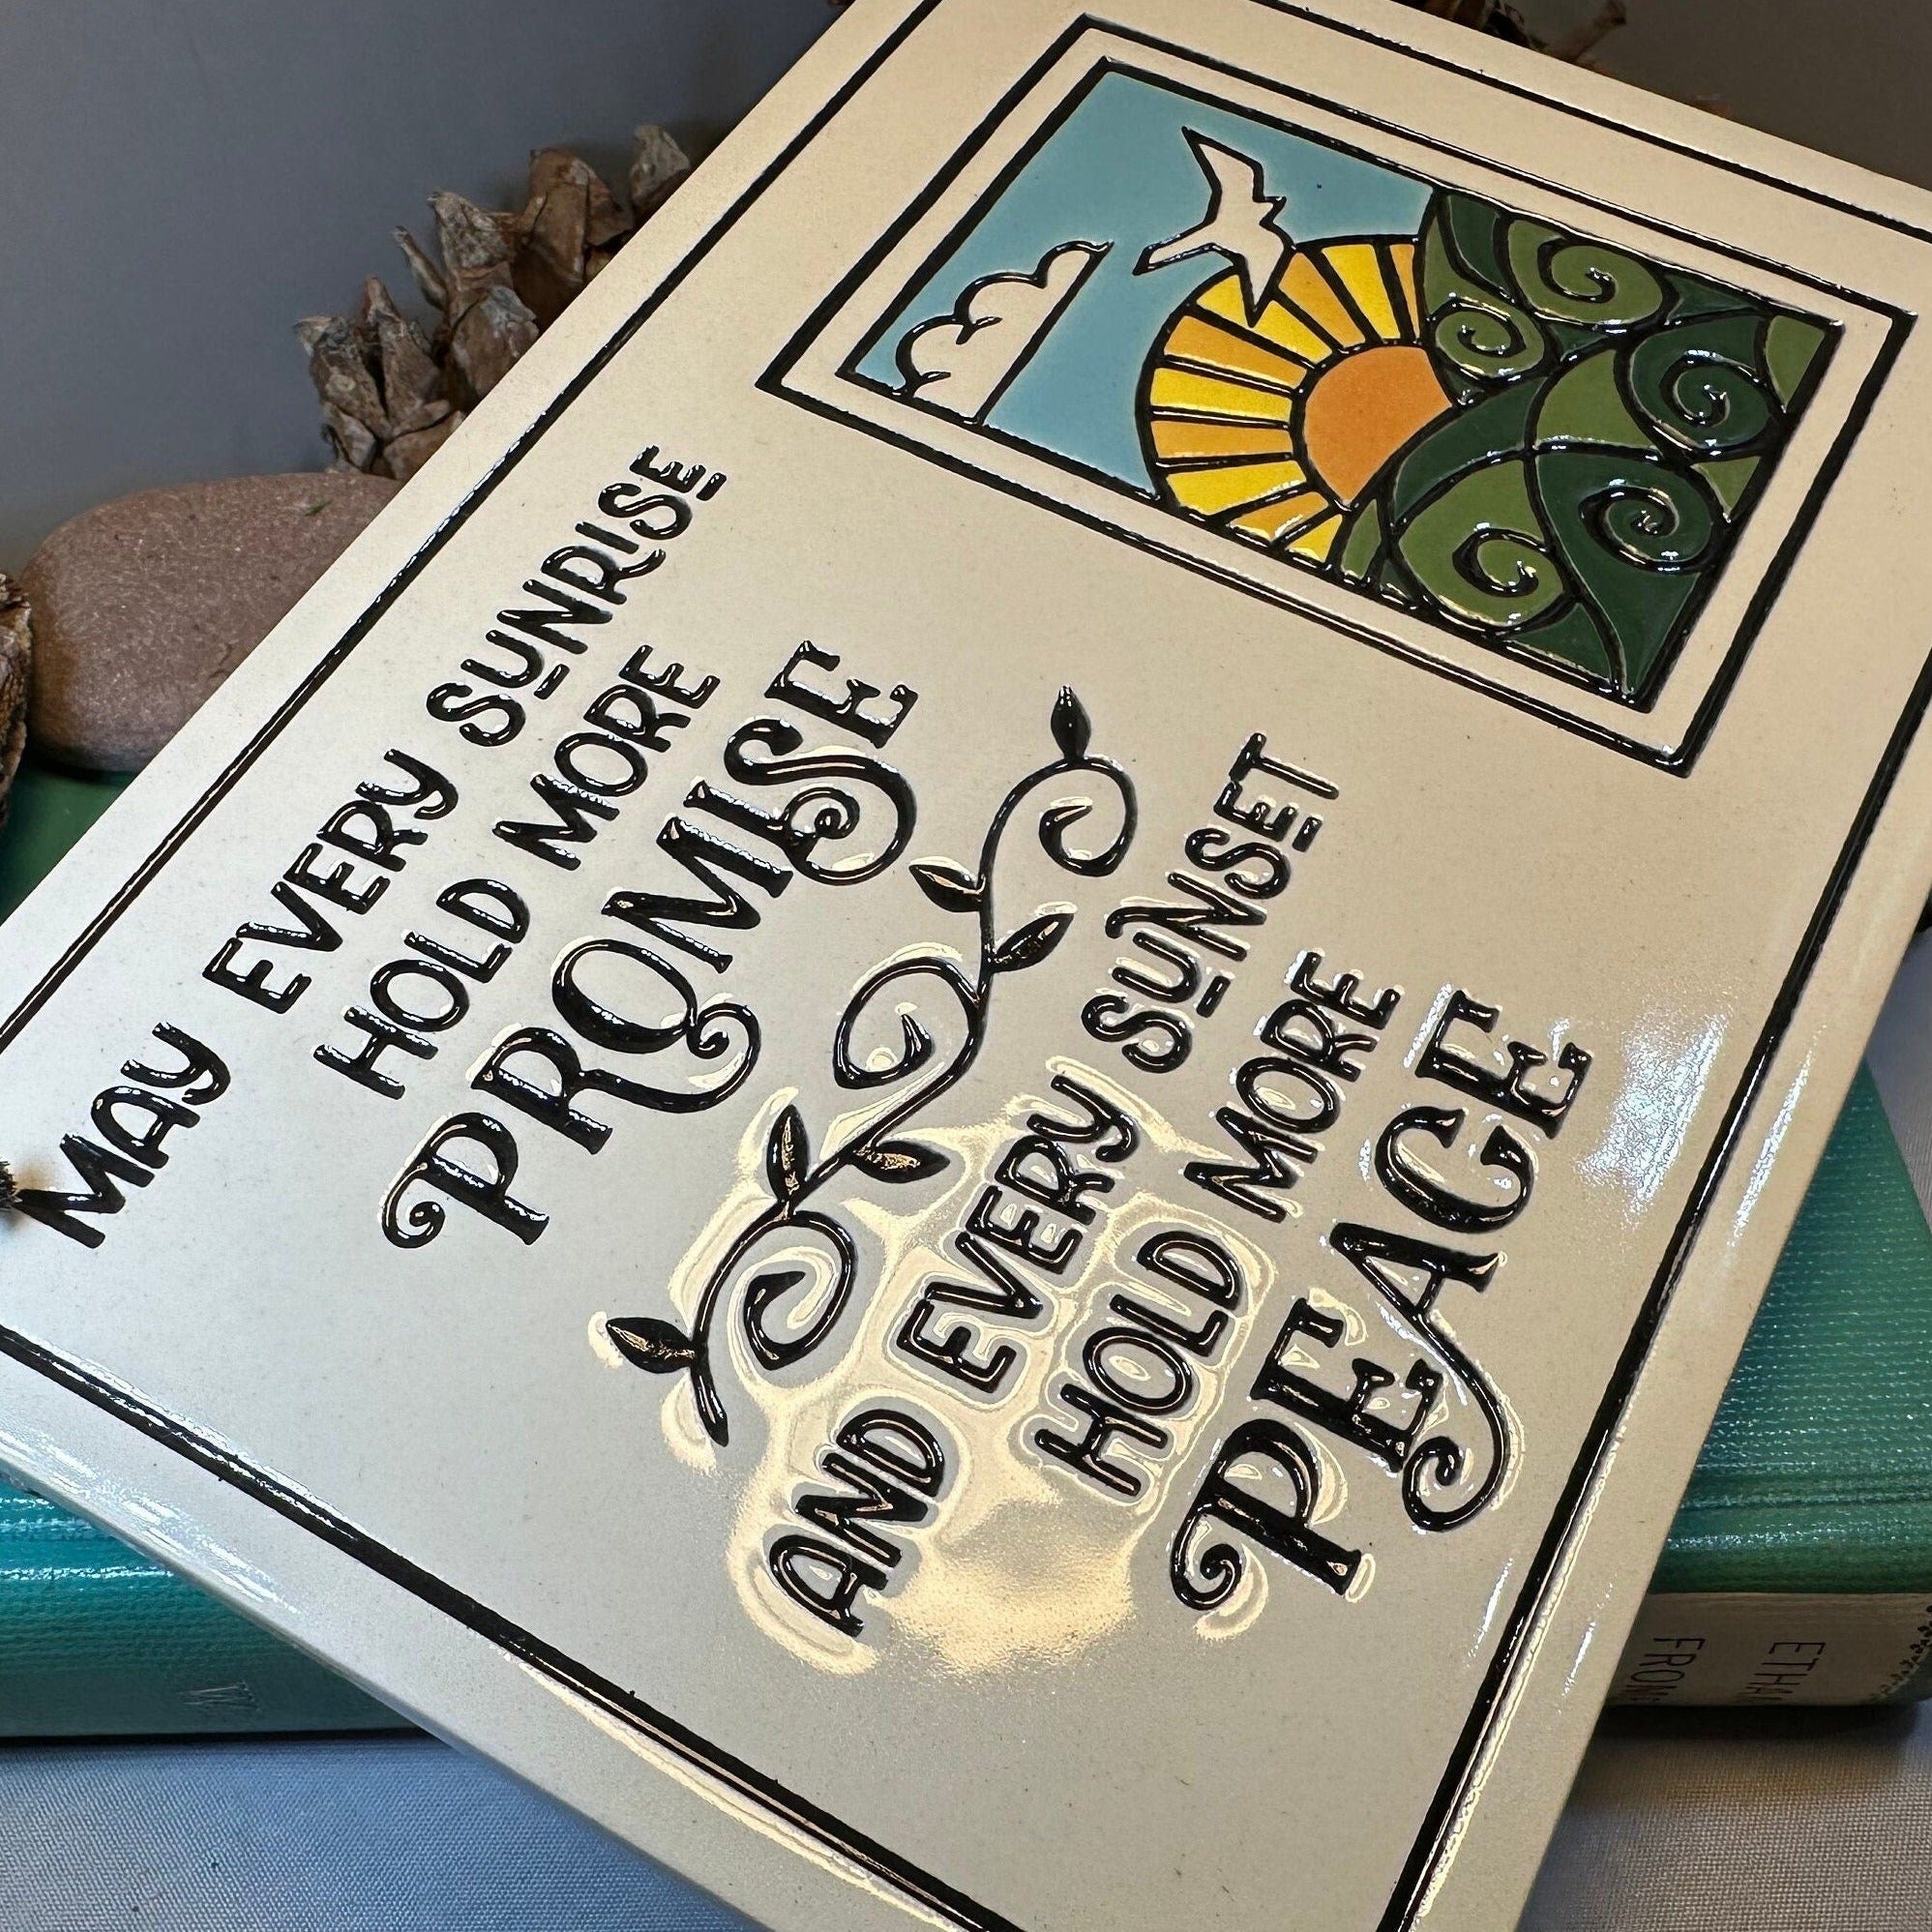 MAY EVERY SUNRISE
HOLD MORE
PROMISE
AND EVERY SUNSET
HOLD MORE
PEACE
ETHAN
FROM